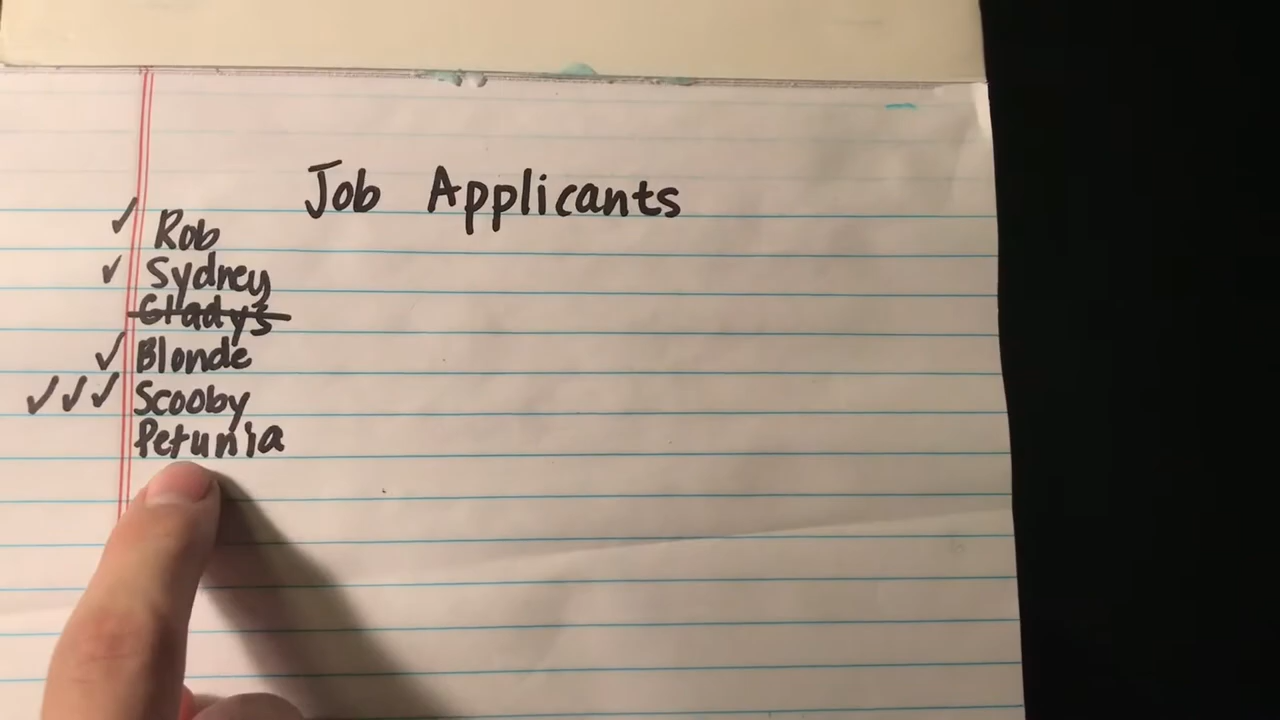 Job Applicants
✓ Rob
✓ Sydney
Gladys
✓ Blonde
✓✓✓ Scooby
Petunia